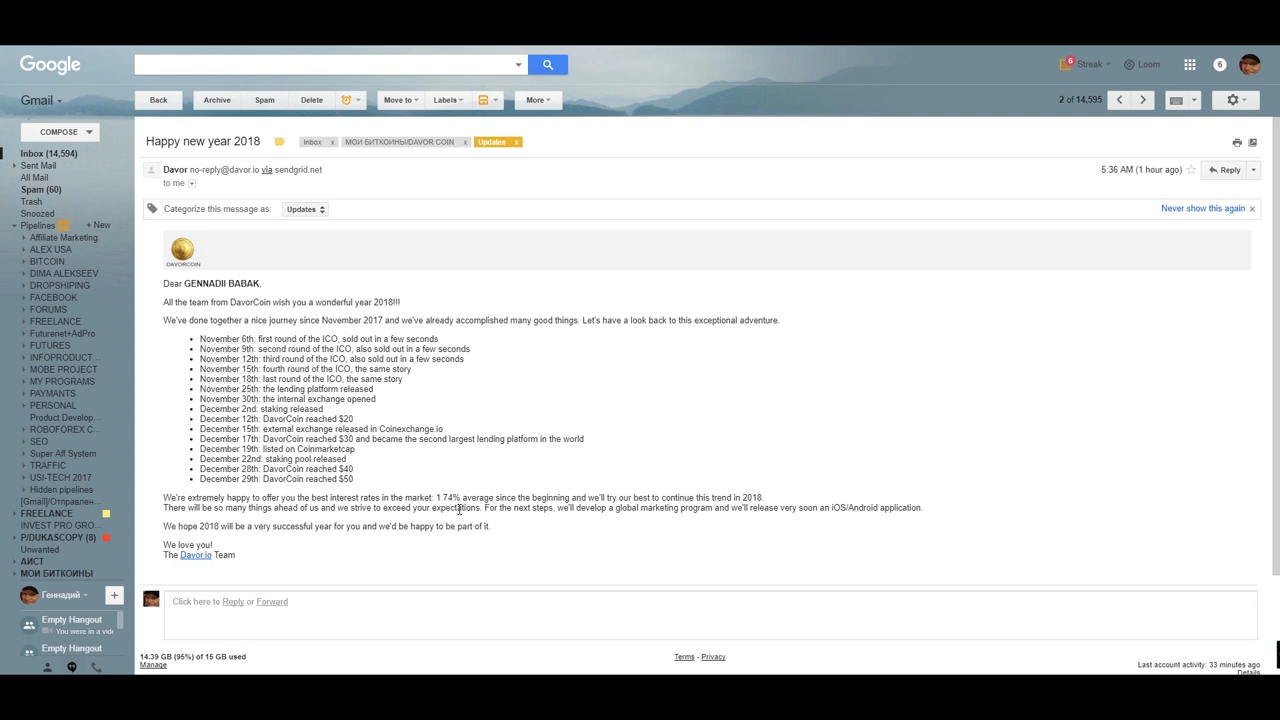 Google
6
Streak
Loom
6
Gmail
Back
Archive
Spam
Delete
Move to
Labels
More
2 of 14,595
COMPOSE
Happy new year 2018
Inbox x
МОИ БИТКОИНЫ/DAVOR COIN x
Updates x
Inbox (14,594)
Sent Mail
All Mail
Spam (60)
Trash
Snoozed
Pipelines
+ New
Affiliate Marketing
ALEX USA
BITCOIN
DIMA ALEKSEEV
DROPSHIPING
FACEBOOK
FORUMS
FREELANCE
Futurenet+AdPro
FUTURES
INFOPRODUCT...
MOBE PROJECT
MY PROGRAMS
PAYMANTS
PERSONAL
Product Develop...
ROBOFOREX C...
SEO
Super Aff System
TRAFFIC
USI-TECH 2017
Hidden pipelines
[Gmail]/Отправлен...
FREELANCE
INVEST PRO GRO...
P/DUKASCOPY (8)
Unwanted
АИСТ
МОИ БИТКОИНЫ
Геннадий
Empty Hangout
You were in a vide
Empty Hangout
Davor no-reply@davor.io via sendgrid.net
5:36 AM (1 hour ago)
Reply
to me
Categorize this message as:
Updates
Never show this again x
DAVORCOIN
Dear GENNADII BABAK,
All the team from DavorCoin wish you a wonderful year 2018!!!
We've done together a nice journey since November 2017 and we've already accomplished many good things. Let's have a look back to this exceptional adventure.
• November 6th: first round of the ICO, sold out in a few seconds
• November 9th: second round of the ICO, also sold out in a few seconds
• November 12th: third round of the ICO, also sold out in a few seconds
• November 15th: fourth round of the ICO, the same story
• November 18th: last round of the ICO, the same story
• November 25th: the lending platform released
• November 30th: the internal exchange opened
• December 2nd: staking released
• December 12th: DavorCoin reached $20
• December 15th: external exchange released in Coinexchange.io
• December 17th: DavorCoin reached $30 and became the second largest lending platform in the world
• December 19th: listed on Coinmarketcap
• December 22nd: staking pool released
• December 28th: DavorCoin reached $40
• December 29th: DavorCoin reached $50
We're extremely happy to offer you the best interest rates in the market: 1.74% average since the beginning and we'll try our best to continue this trend in 2018.
There will be so many things ahead of us and we strive to exceed your expectations. For the next steps, we'll develop a global marketing program and we'll release very soon an iOS/Android application.
We hope 2018 will be a very successful year for you and we'd be happy to be part of it.
We love you!
The Davor.io Team
Click here to Reply or Forward
14.39 GB (95%) of 15 GB used
Manage
Terms - Privacy
Last account activity: 33 minutes ago
Details